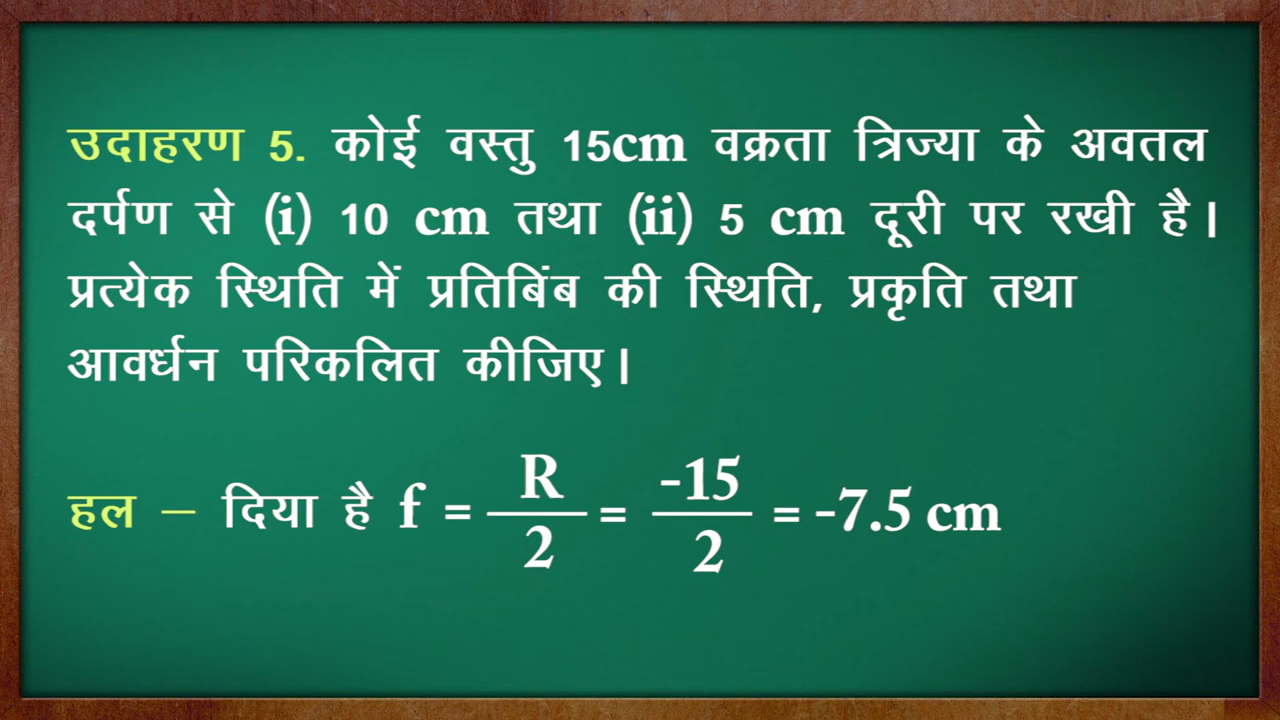 उदाहरण 5. कोई वस्तु 15cm वक्रता त्रिज्या के अवतल
दर्पण से (i) 10 cm तथा (ii) 5 cm दूरी पर रखी है।
प्रत्येक स्थिति में प्रतिबिंब की स्थिति, प्रकृति तथा
आवर्धन परिकलित कीजिए।
हल – दिया है f = R/2 = -15/2 = -7.5 cm